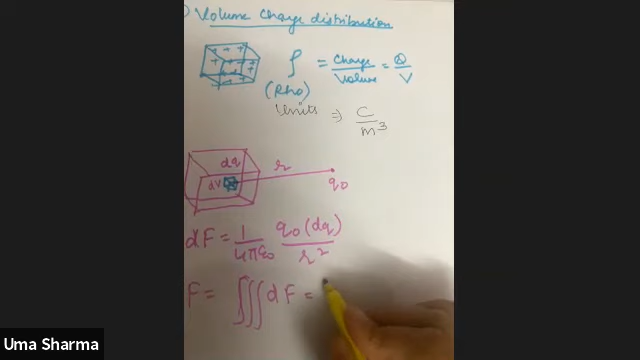 ) Volume charge distribution
+ + + + + + + + +
ρ = Charge/Volume = Q/V
(Rho)
Units ⇒ C/m³
dq
dV
r
q₀
dF = 1/4πε₀ q₀(dq)/r²
F = ∭ dF =
Uma Sharma